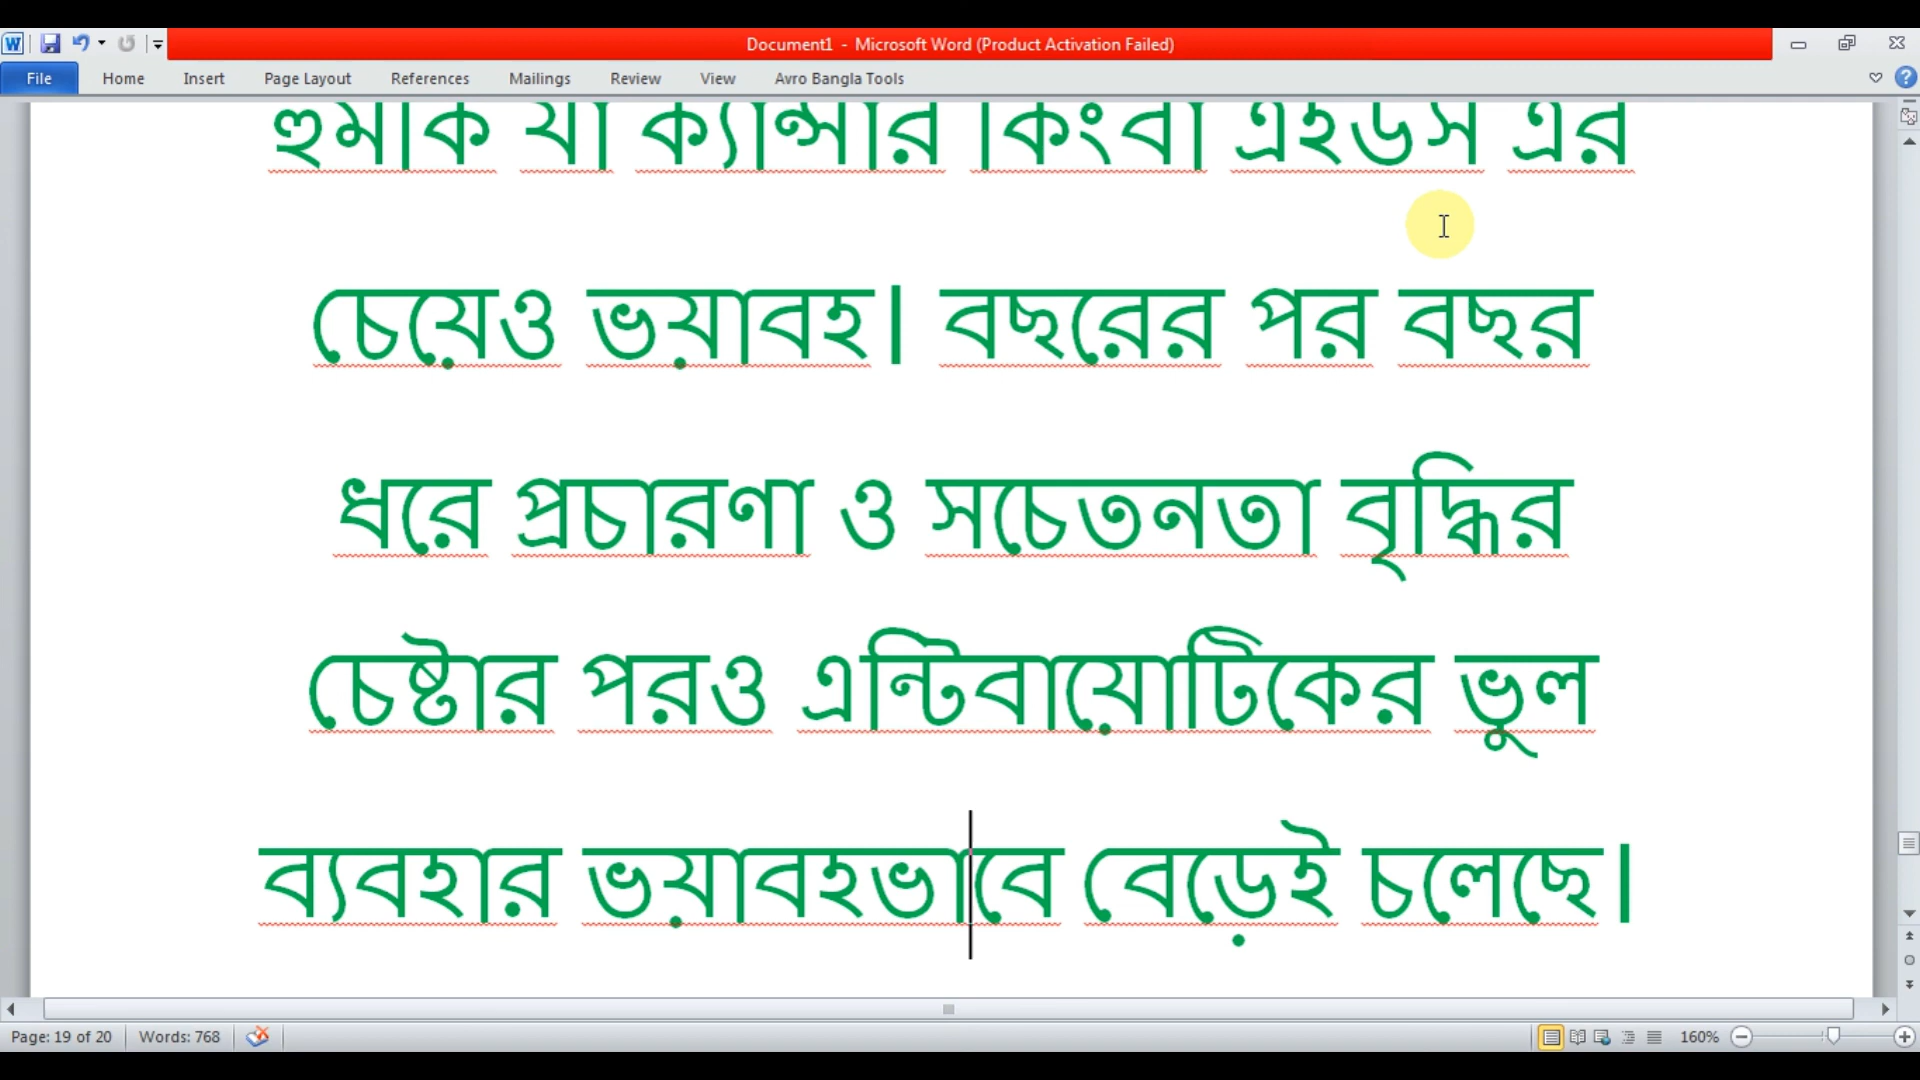 Document1 - Microsoft Word (Product Activation Failed)
File Home Insert Page Layout References Mailings Review View Avro Bangla Tools
হুমকি যা ক্যান্সার কিংবা এইডস এর
চেয়েও ভয়াবহ। বছরের পর বছর
ধরে প্রচারণা ও সচেতনতা বৃদ্ধির
চেষ্টার পরও এন্টিবায়োটিকের ভুল
ব্যবহার ভয়াবহভাবে বেড়েই চলেছে।
Page: 19 of 20 Words: 768 160%